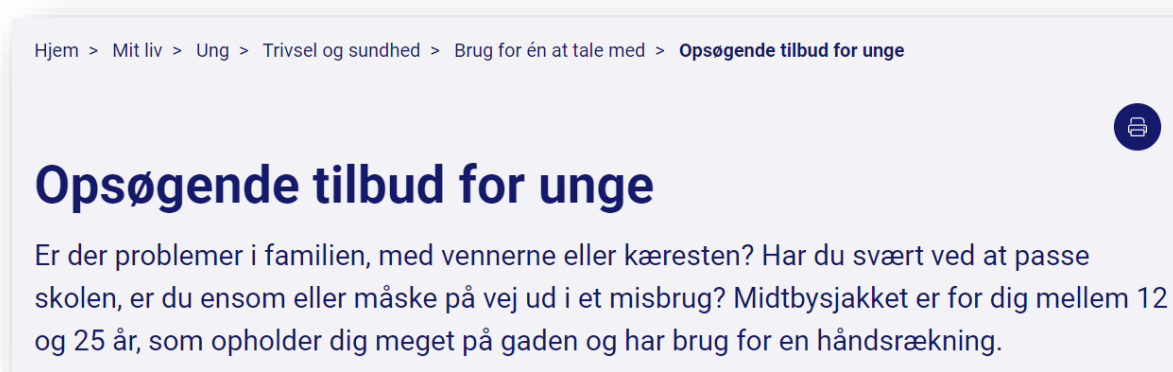 Hjem > Mit liv > Ung > Trivsel og sundhed > Brug for én at tale med > Opsøgende tilbud for unge
Opsøgende tilbud for unge
Er der problemer i familien, med vennerne eller kæresten? Har du svært ved at passe
skolen, er du ensom eller måske på vej ud i et misbrug? Midtbysjakket er for dig mellem 12
og 25 år, som opholder dig meget på gaden og har brug for en håndsrækning.